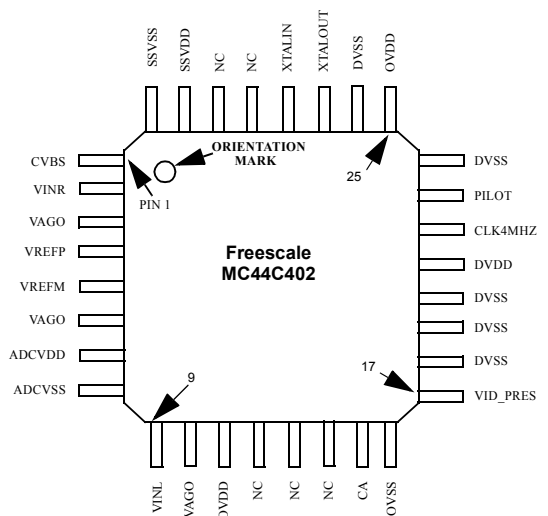 SSVSS
SSVDD
NC
NC
XTALIN
XTALOUT
DVSS
OVDD
ORIENTATION
MARK
PIN 1
25
CVBS
VINR
VAGO
VREFP
VREFM
VAGO
ADCVDD
ADCVSS
Freescale
MC44C402
DVSS
PILOT
CLK4MHZ
DVDD
DVSS
DVSS
DVSS
VID_PRES
17
9
VINL
VAGO
OVDD
NC
NC
NC
CA
OVSS